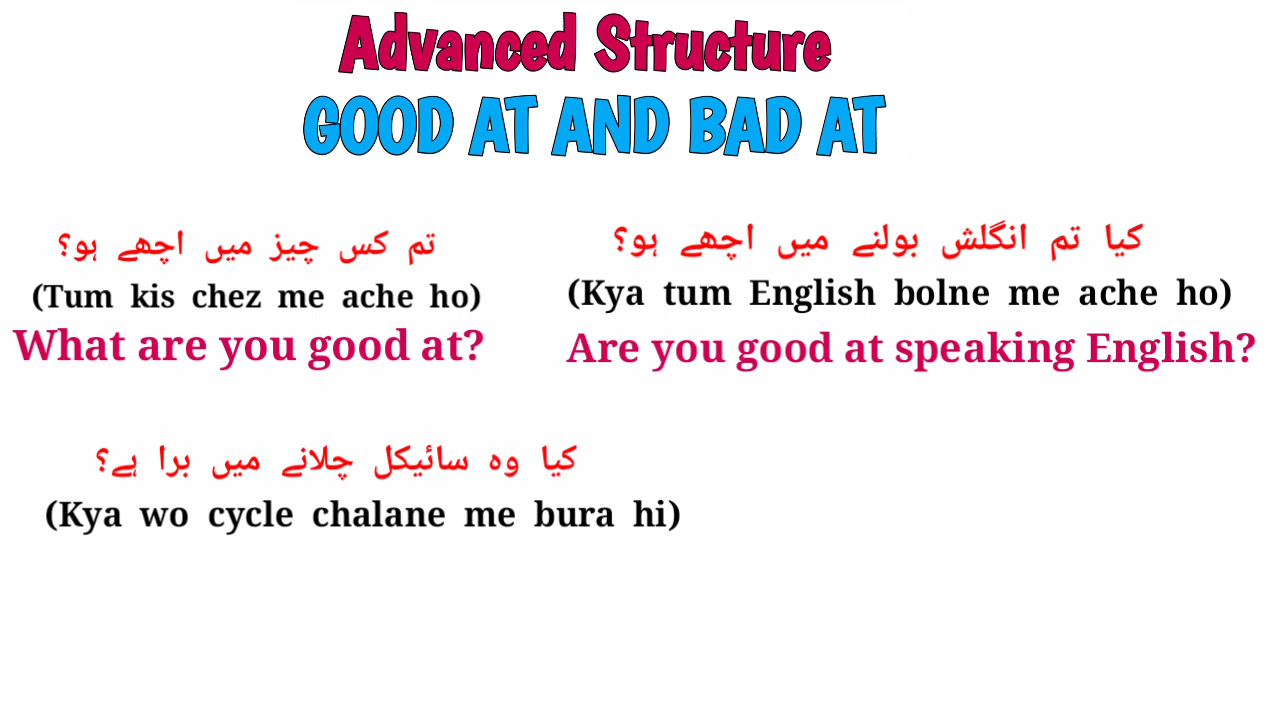 Advanced Structure
GOOD AT AND BAD AT
تم کس چیز میں اچھے ہو؟
(Tum kis chez me ache ho)
What are you good at?
کیا تم انگلش بولنے میں اچھے ہو؟
(Kya tum English bolne me ache ho)
Are you good at speaking English?
کیا وہ سائیکل چلانے میں برا ہے؟
(Kya wo cycle chalane me bura hi)